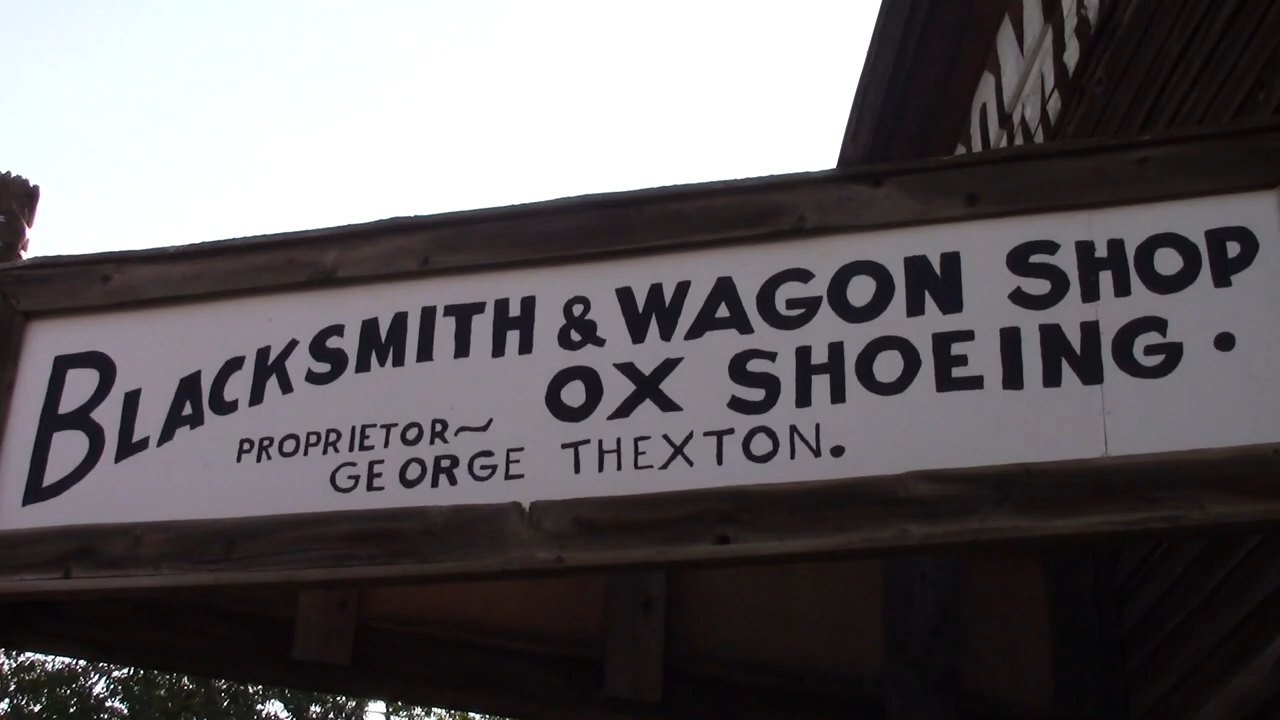 BLACKSMITH & WAGON SHOP
OX SHOEING.
PROPRIETOR~
GEORGE THEXTON.